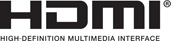 HDMI®
HIGH-DEFINITION MULTIMEDIA INTERFACE